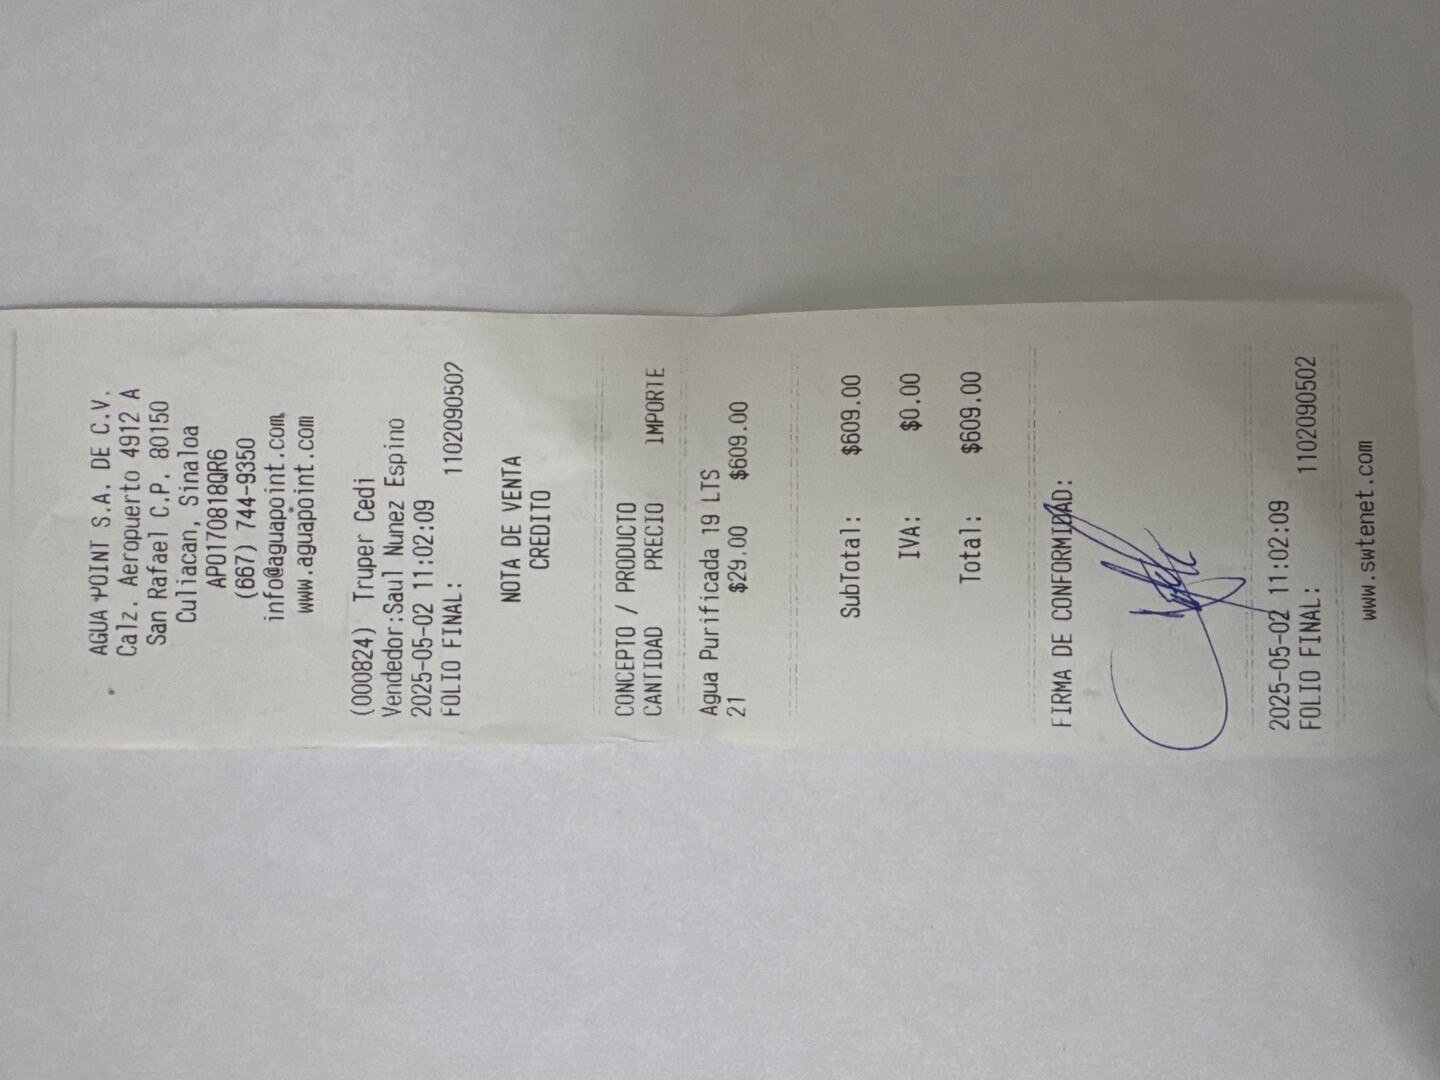 AGUA POINT S.A. DE C.V.
Calz. Aeropuerto 4912 A
San Rafael C.P. 80150
Culiacan, Sinaloa
APO170818QR6
(667) 744-9350
info@aguapoint.com
www.aguapoint.com
(000824) Truper Cedi
Vendedor:Saul Nunez Espino
2025-05-02 11:02:09
FOLIO FINAL: 1102090502
NOTA DE VENTA
CREDITO
CONCEPTO / PRODUCTO
CANTIDAD PRECIO IMPORTE
Agua Purificada 19 LTS
21 $29.00 $609.00
SubTotal: $609.00
IVA: $0.00
Total: $609.00
FIRMA DE CONFORMIDAD:
2025-05-02 11:02:09
FOLIO FINAL: 1102090502
www.swtenet.com